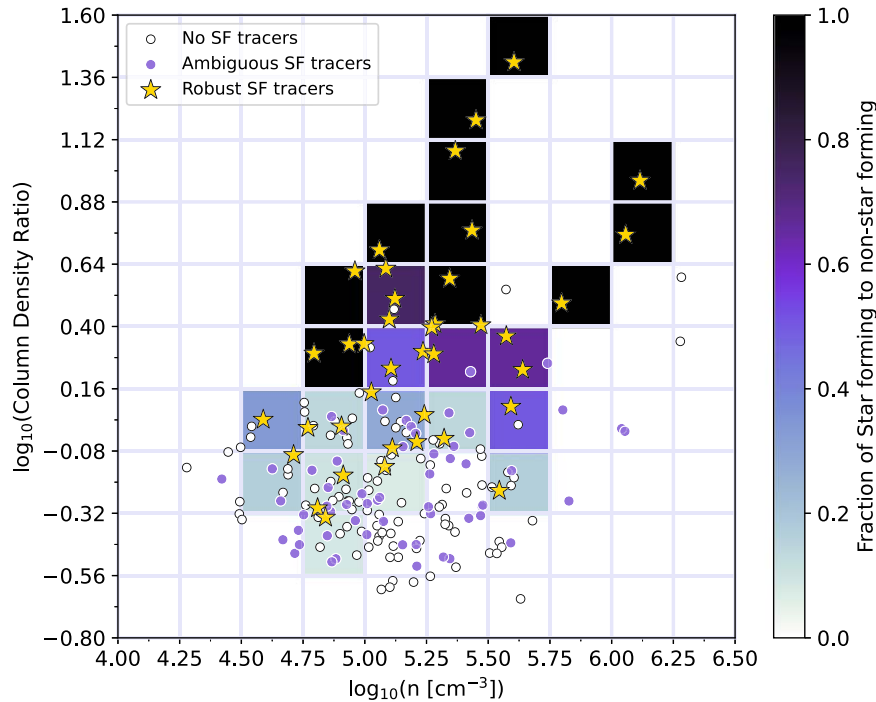 No SF tracers
Ambiguous SF tracers
Robust SF tracers
1.60
1.36
1.12
0.88
0.64
0.40
0.16
−0.08
−0.32
−0.56
−0.80
log₁₀(Column Density Ratio)
4.00 4.25 4.50 4.75 5.00 5.25 5.50 5.75 6.00 6.25 6.50
log₁₀(n [cm⁻³])
1.0
0.8
0.6
0.4
0.2
0.0
Fraction of Star forming to non-star forming